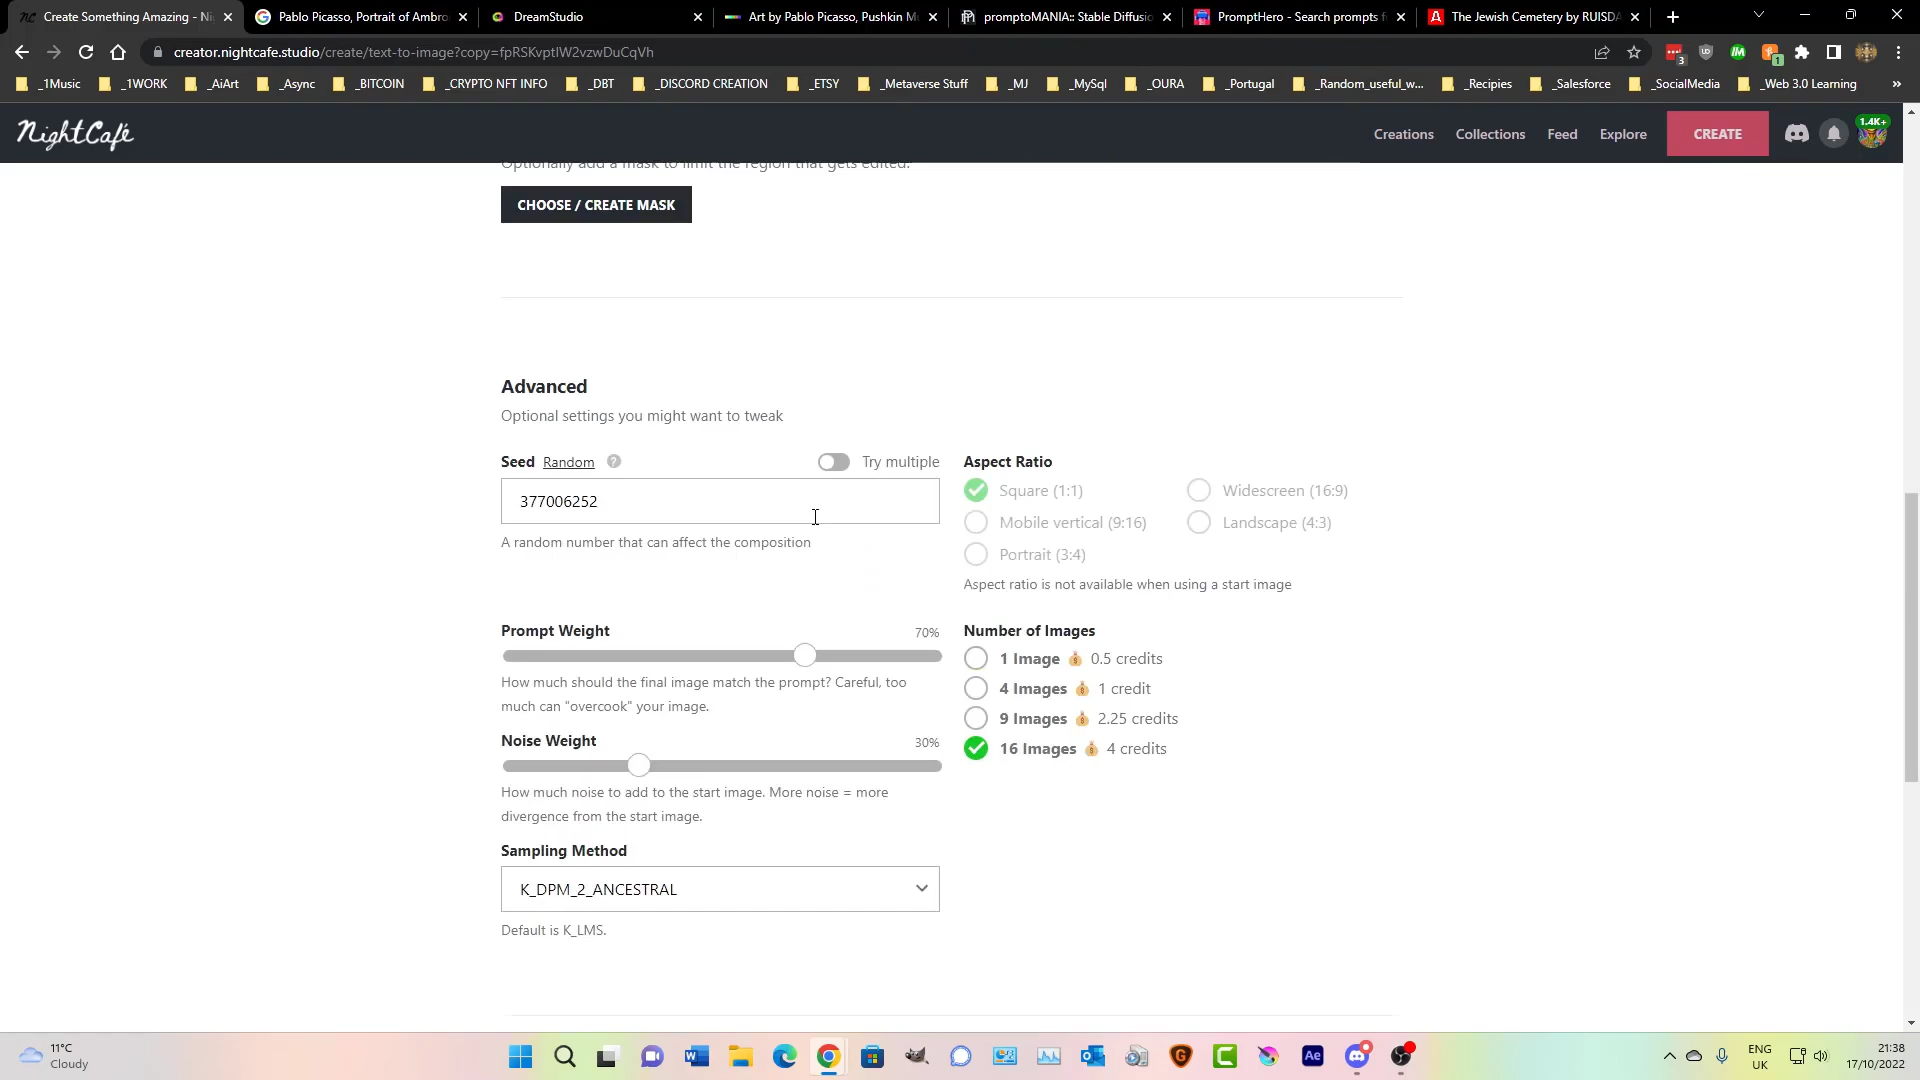 Create Something Amazing - Ni
Pablo Picasso, Portrait of Ambro
DreamStudio
Art by Pablo Picasso, Pushkin M
promptoMANIA:: Stable Diffusio
PromptHero - Search prompts f
The Jewish Cemetery by RUISDA
creator.nightcafe.studio/create/text-to-image?copy=fpRSKvptIW2vzwDuCqVh
3
1
_1Music
_1WORK
_AiArt
_Async
_BITCOIN
_CRYPTO NFT INFO
_DBT
_DISCORD CREATION
_ETSY
_Metaverse Stuff
_MJ
_MySql
_OURA
_Portugal
_Random_useful_w...
_Recipies
_Salesforce
_SocialMedia
_Web 3.0 Learning
»
NightCafé
Creations
Collections
Feed
Explore
CREATE
1.4K+
Optionally add a mask to limit the region that gets edited.
CHOOSE / CREATE MASK
Advanced
Optional settings you might want to tweak
Seed Random ?
Try multiple
377006252
A random number that can affect the composition
Aspect Ratio
Square (1:1)
Widescreen (16:9)
Mobile vertical (9:16)
Landscape (4:3)
Portrait (3:4)
Aspect ratio is not available when using a start image
Prompt Weight
70%
How much should the final image match the prompt? Careful, too
much can "overcook" your image.
Noise Weight
30%
How much noise to add to the start image. More noise = more
divergence from the start image.
Number of Images
1 Image 0.5 credits
4 Images 1 credit
9 Images 2.25 credits
16 Images 4 credits
Sampling Method
K_DPM_2_ANCESTRAL
Default is K_LMS.
11°C
Cloudy
ENG
UK
21:38
17/10/2022